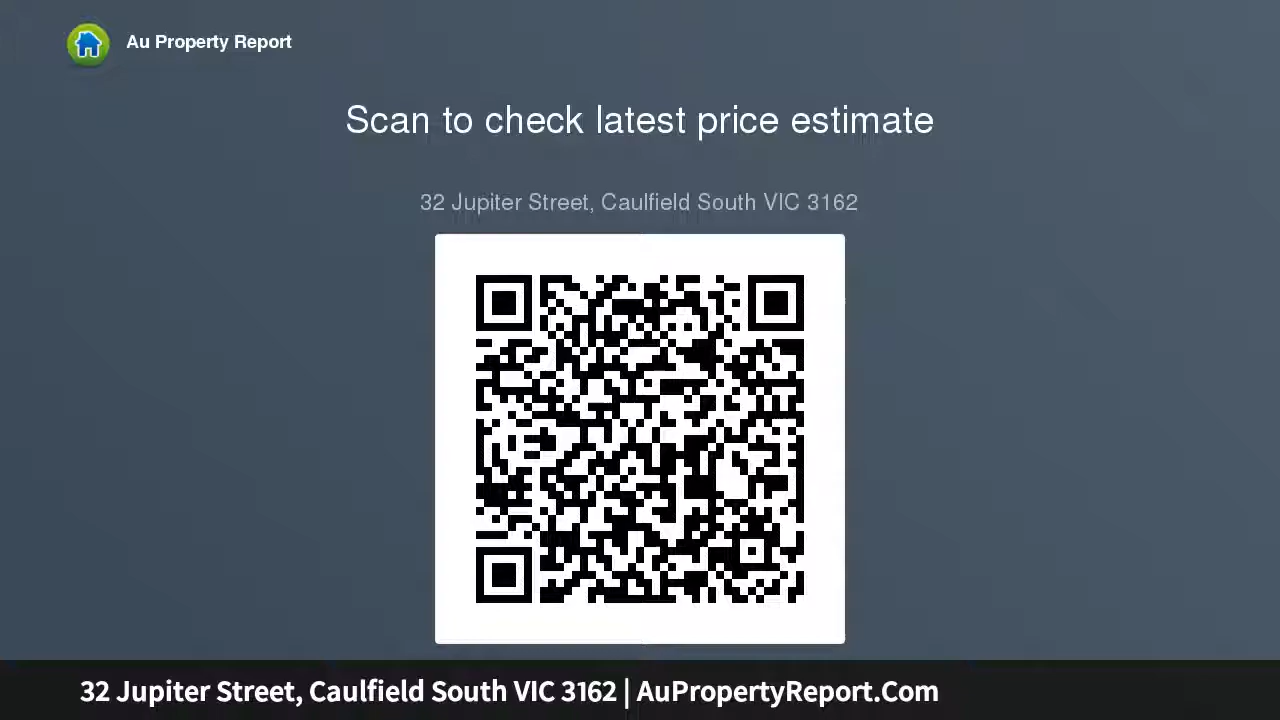 Au Property Report
Scan to check latest price estimate
32 Jupiter Street, Caulfield South VIC 3162
32 Jupiter Street, Caulfield South VIC 3162 | AuPropertyReport.Com